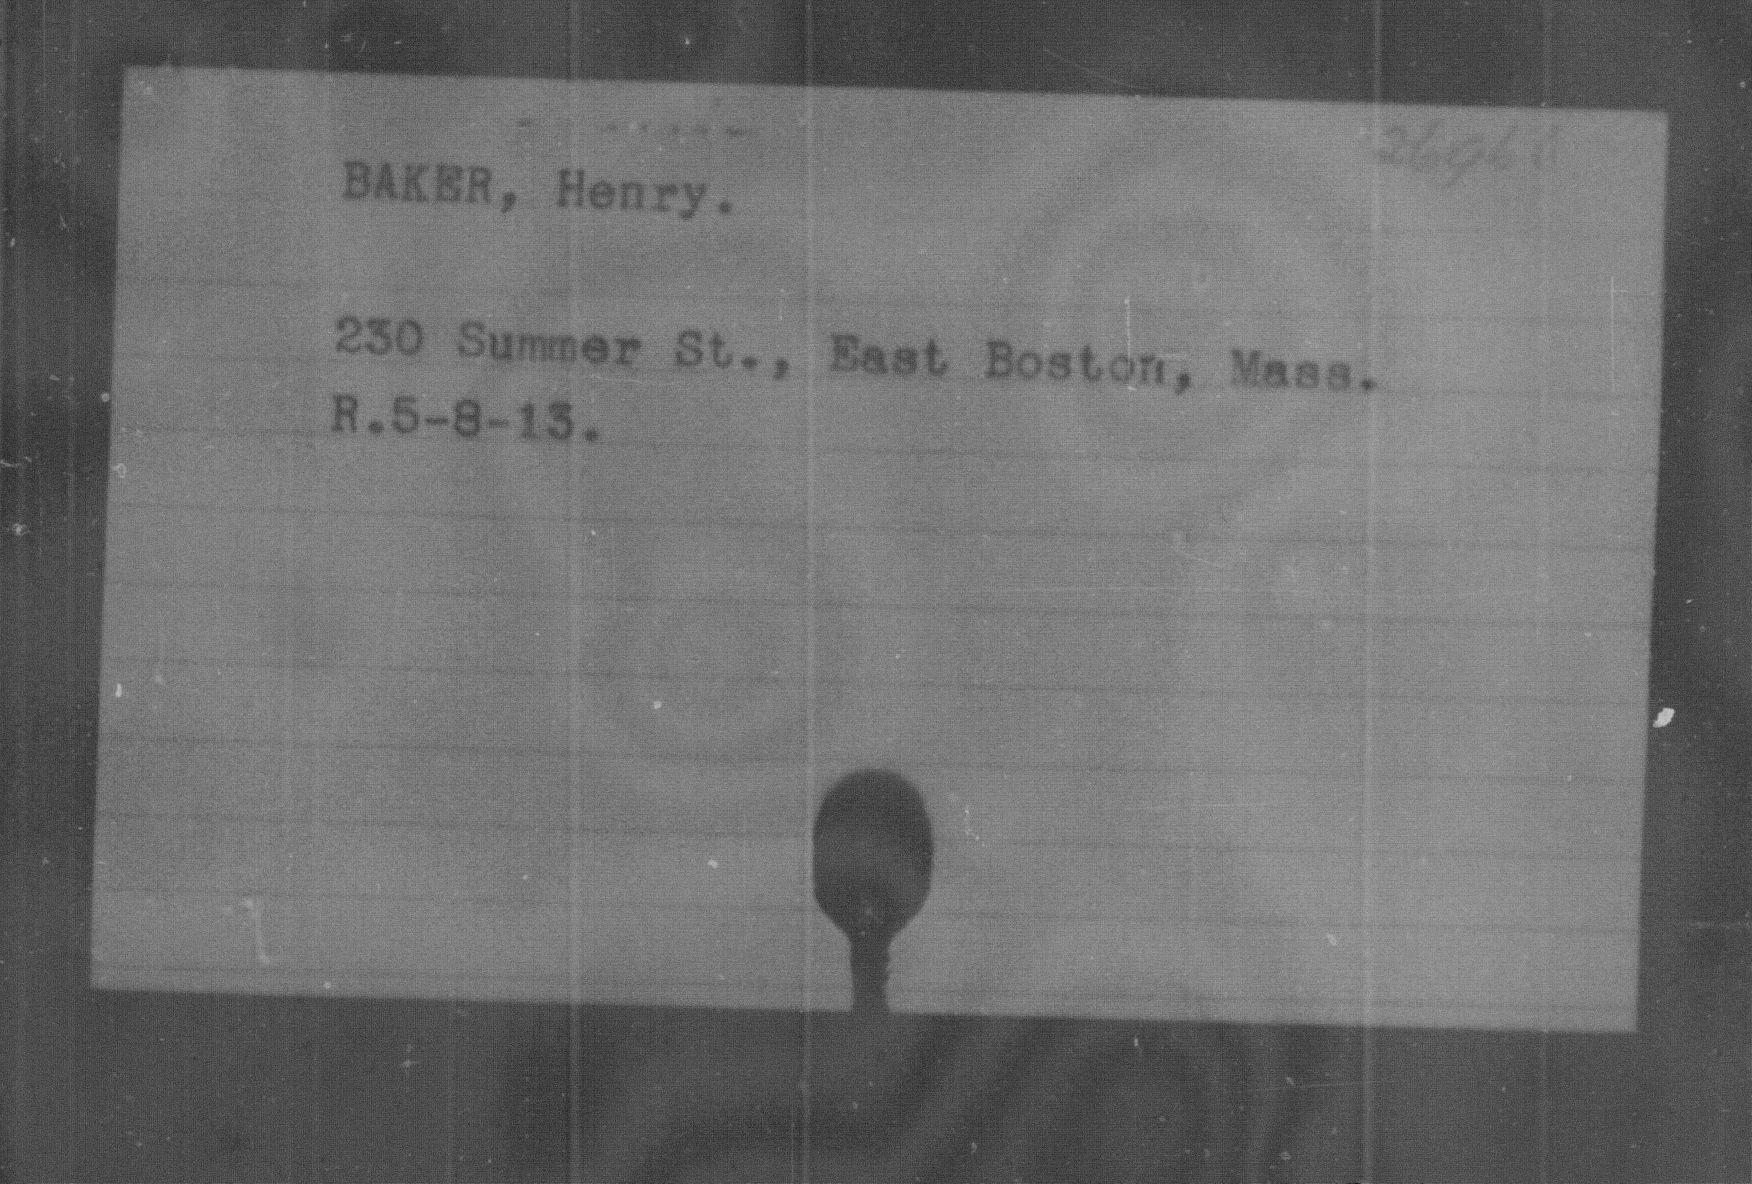 BAKER, Henry.
230 Summer St., East Boston, Mass.
R.5-8-13.